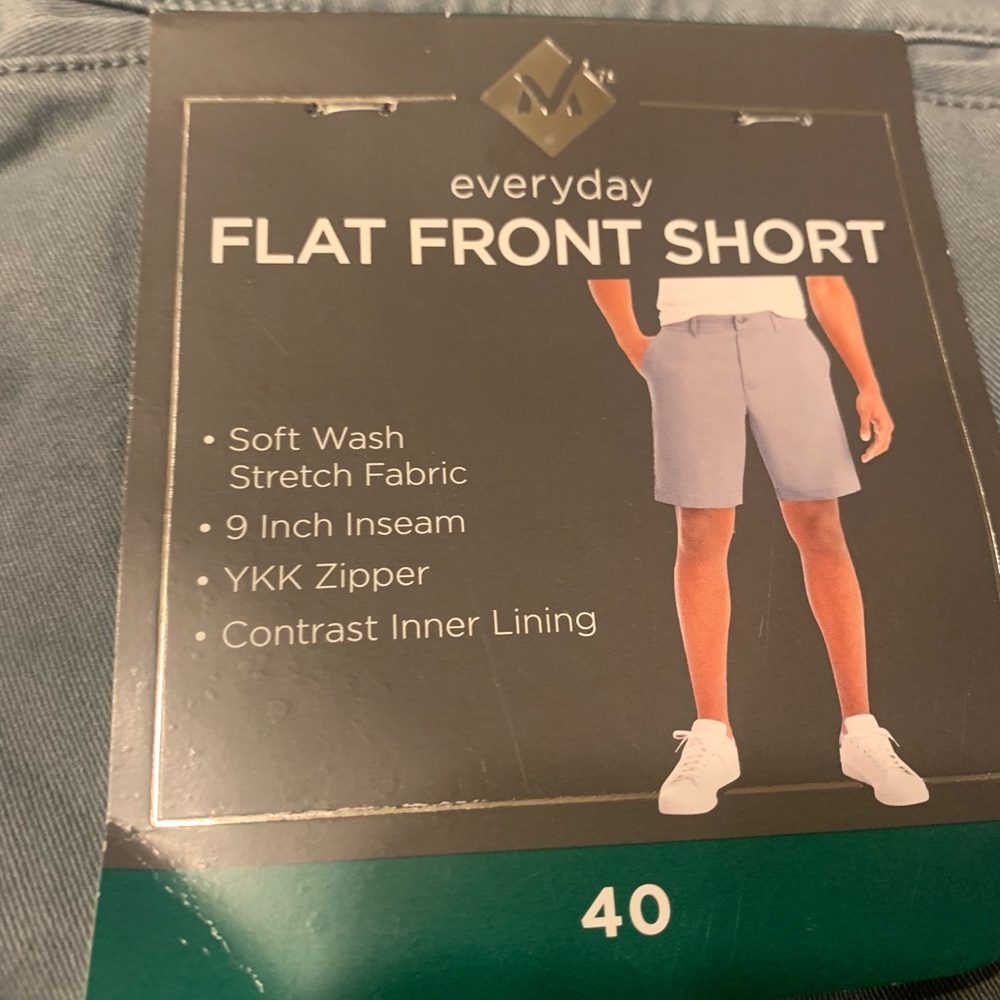 everyday
FLAT FRONT SHORT
• Soft Wash
Stretch Fabric
• 9 Inch Inseam
• YKK Zipper
• Contrast Inner Lining
40